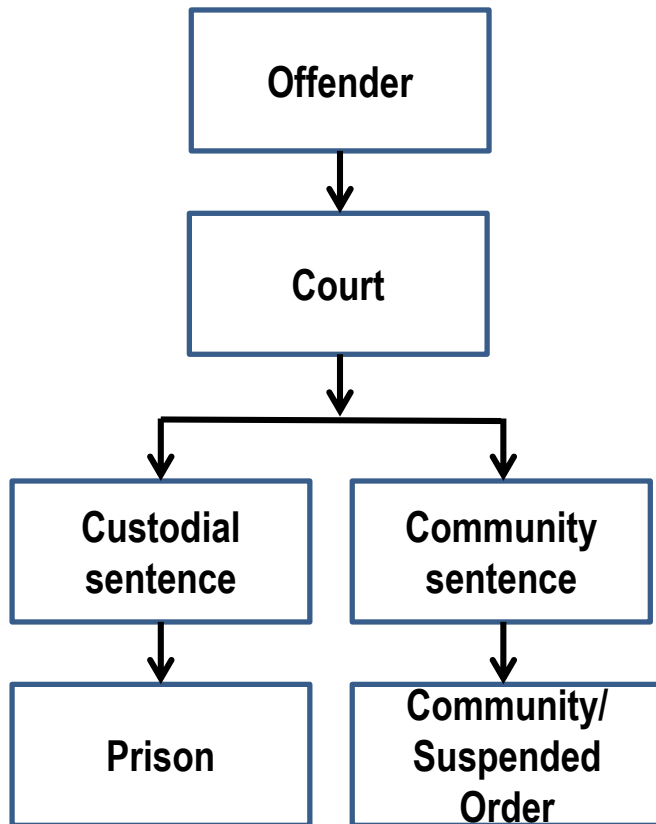 Offender
Court
Custodial
sentence
Community
sentence
Prison
Community/
Suspended
Order